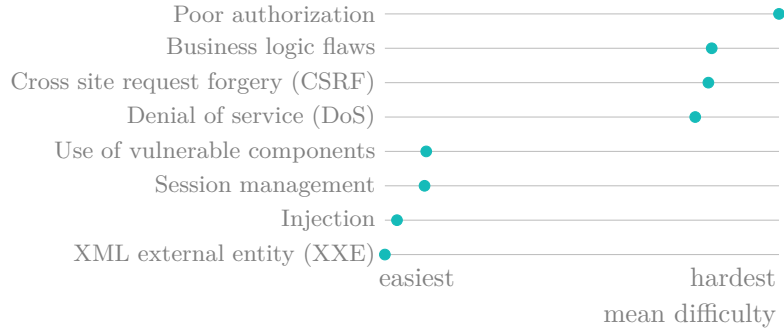 Poor authorization
Business logic flaws
Cross site request forgery (CSRF)
Denial of service (DoS)
Use of vulnerable components
Session management
Injection
XML external entity (XXE)
easiest hardest
mean difficulty